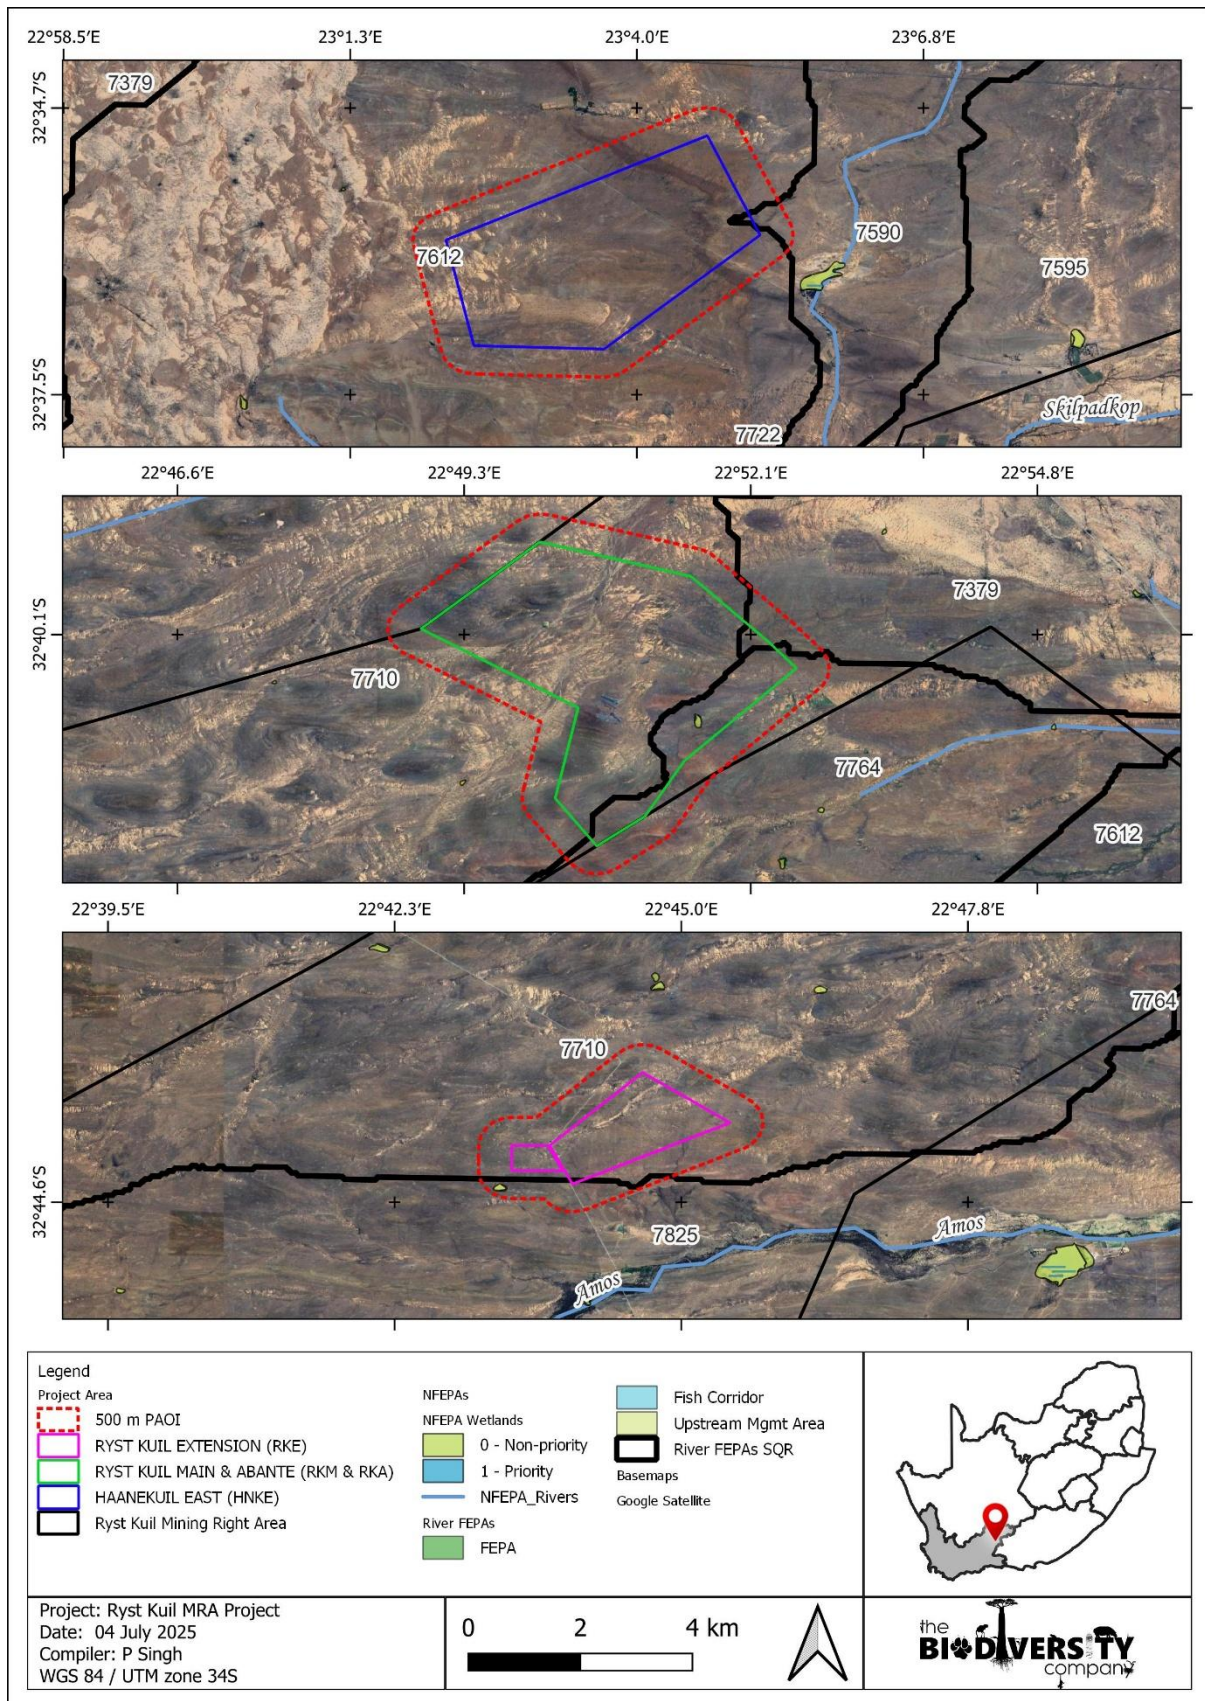 22°58.5'E 23°1.3'E 23°4.0'E 23°6.8'E
32°34.7'S
32°37.5'S
7379
7612
7590
7595
7722
Skilpadkop
22°46.6'E 22°49.3'E 22°52.1'E 22°54.8'E
32°40.1'S
7379
7710
7764
7612
22°39.5'E 22°42.3'E 22°45.0'E 22°47.8'E
32°44.6'S
7764
7710
7825
Amos
Amos
Legend
Project Area
500 m PAOI
RYST KUIL EXTENSION (RKE)
RYST KUIL MAIN & ABANTE (RKM & RKA)
HAANEKUIL EAST (HNKE)
Ryst Kuil Mining Right Area
NFEPAs
NFEPA Wetlands
0 - Non-priority
1 - Priority
NFEPA_Rivers
River FEPAs
FEPA
Fish Corridor
Upstream Mgmt Area
River FEPAs SQR
Basemaps
Google Satellite
Project: Ryst Kuil MRA Project
Date: 04 July 2025
Compiler: P Singh
WGS 84 / UTM zone 34S
0 2 4 km
the
BIODIVERSITY
company